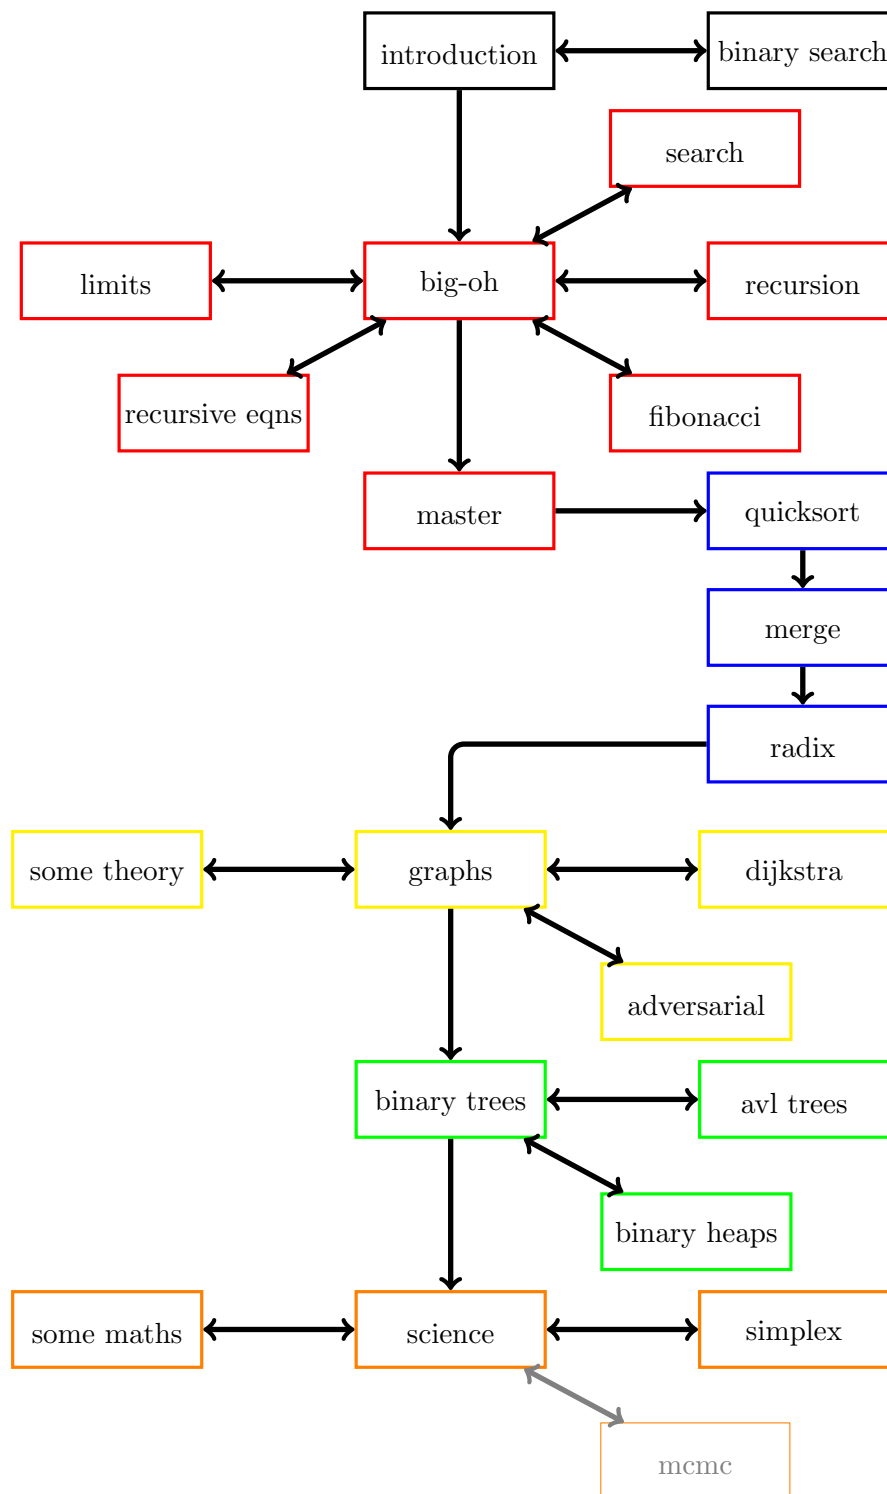 introduction
binary search
search
limits
big-oh
recursion
recursive eqns
fibonacci
master
quicksort
merge
radix
some theory
graphs
dijkstra
adversarial
binary trees
avl trees
binary heaps
some maths
science
simplex
mcmc